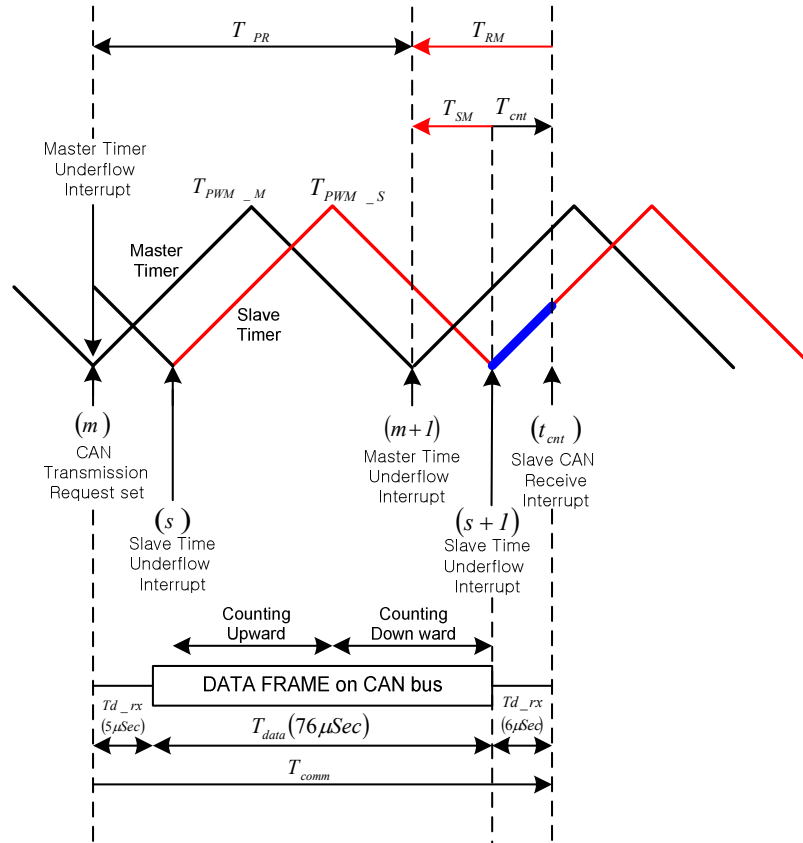 T_PR
T_RM
T_SM
T_cnt
Master Timer
Underflow
Interrupt
T_PWM_M
T_PWM_S
Master
Timer
Slave
Timer
(m)
CAN
Transmission
Request set
(m+1)
Master Time
Underflow
Interrupt
(t_cnt)
Slave CAN
Receive
Interrupt
(s)
Slave Time
Underflow
Interrupt
(s+1)
Slave Time
Underflow
Interrupt
Counting
Upward
Counting
Down ward
DATA FRAME on CAN bus
Td_rx
(5μSec)
T_data(76μSec)
Td_rx
(6μSec)
T_comm